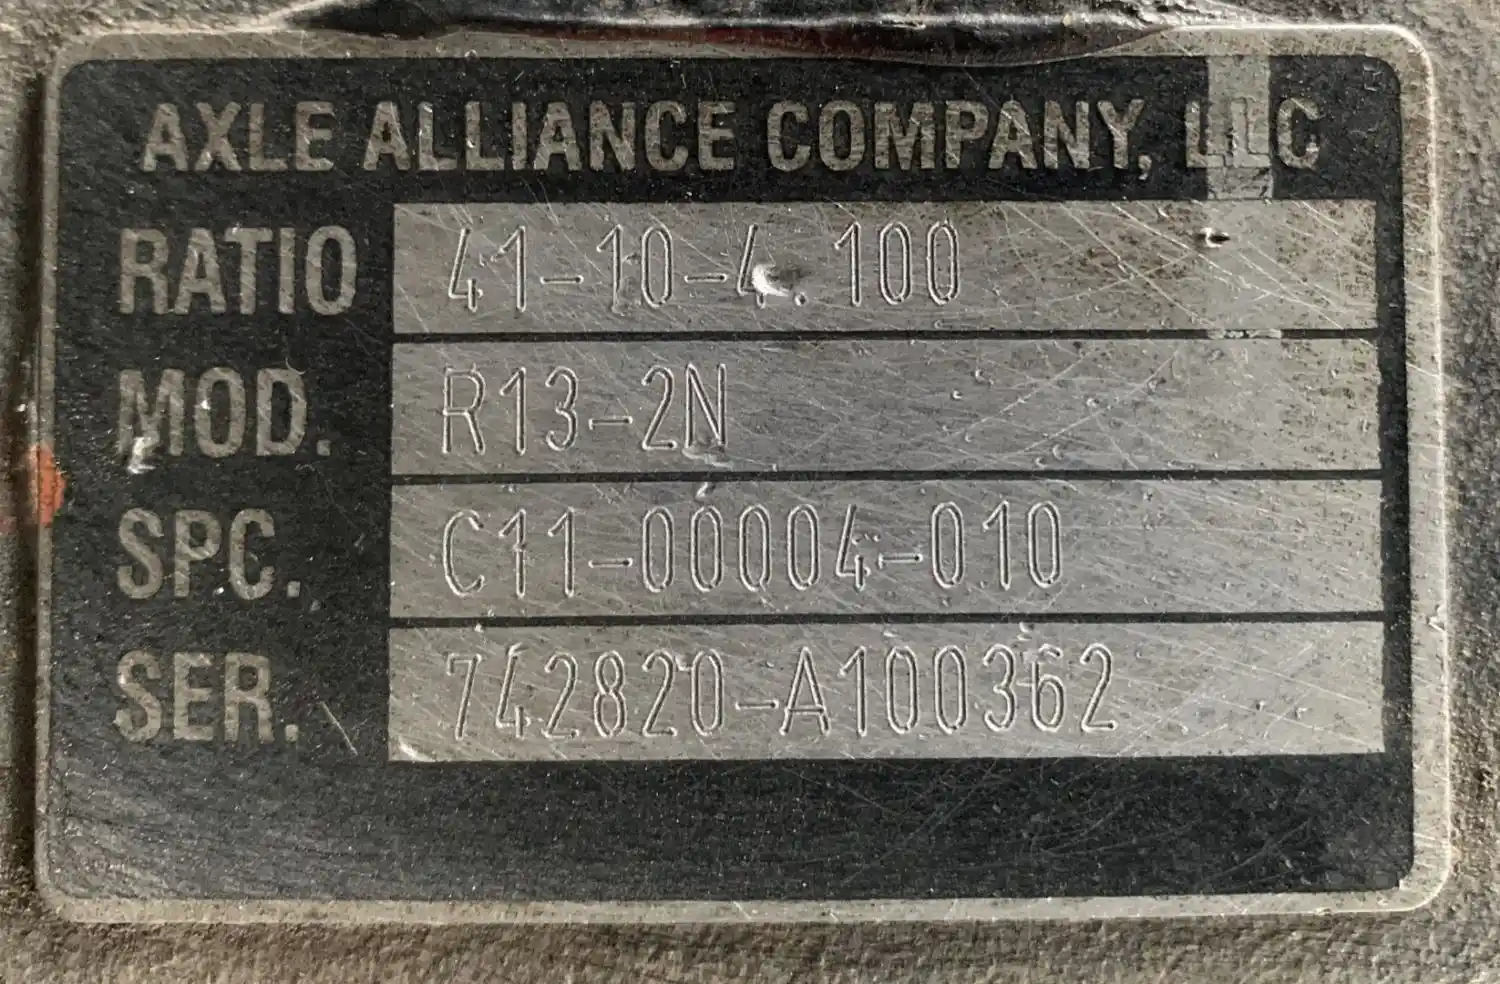 AXLE ALLIANCE COMPANY, LLC
RATIO 41-10-4.100
MOD. R13-2N
SPC. C11-00004-010
SER. 742820-A100362